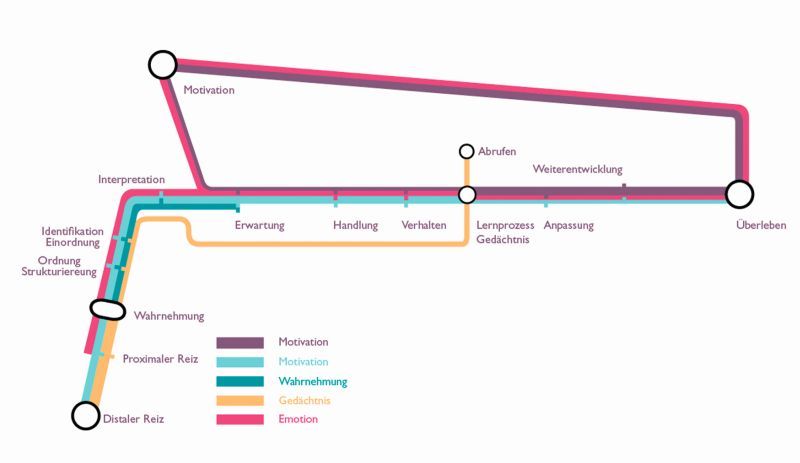 Motivation
Abrufen
Weiterentwicklung
Interpretation
Erwartung
Handlung
Verhalten
Lernprozess
Gedächtnis
Anpassung
Überleben
Identifikation
Einordnung
Ordnung
Strukturiereung
Wahrnehmung
Proximaler Reiz
Distaler Reiz
Motivation
Motivation
Wahrnehmung
Gedächtnis
Emotion